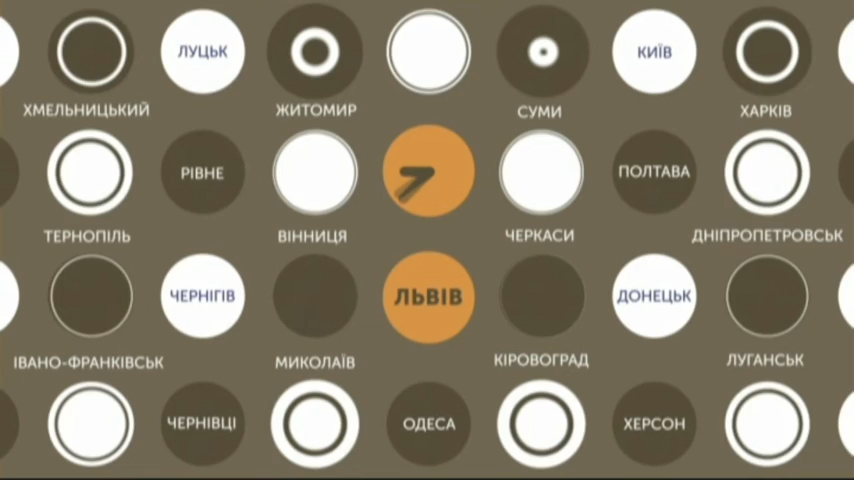 ЛУЦЬК
КИЇВ
ХМЕЛЬНИЦЬКИЙ
ЖИТОМИР
СУМИ
ХАРКІВ
РІВНЕ
ПОЛТАВА
ТЕРНОПІЛЬ
ВІННИЦЯ
ЧЕРКАСИ
ДНІПРОПЕТРОВСЬК
ЧЕРНІГІВ
ЛЬВІВ
ДОНЕЦЬК
ІВАНО-ФРАНКІВСЬК
МИКОЛАЇВ
КІРОВОГРАД
ЛУГАНСЬК
ЧЕРНІВЦІ
ОДЕСА
ХЕРСОН